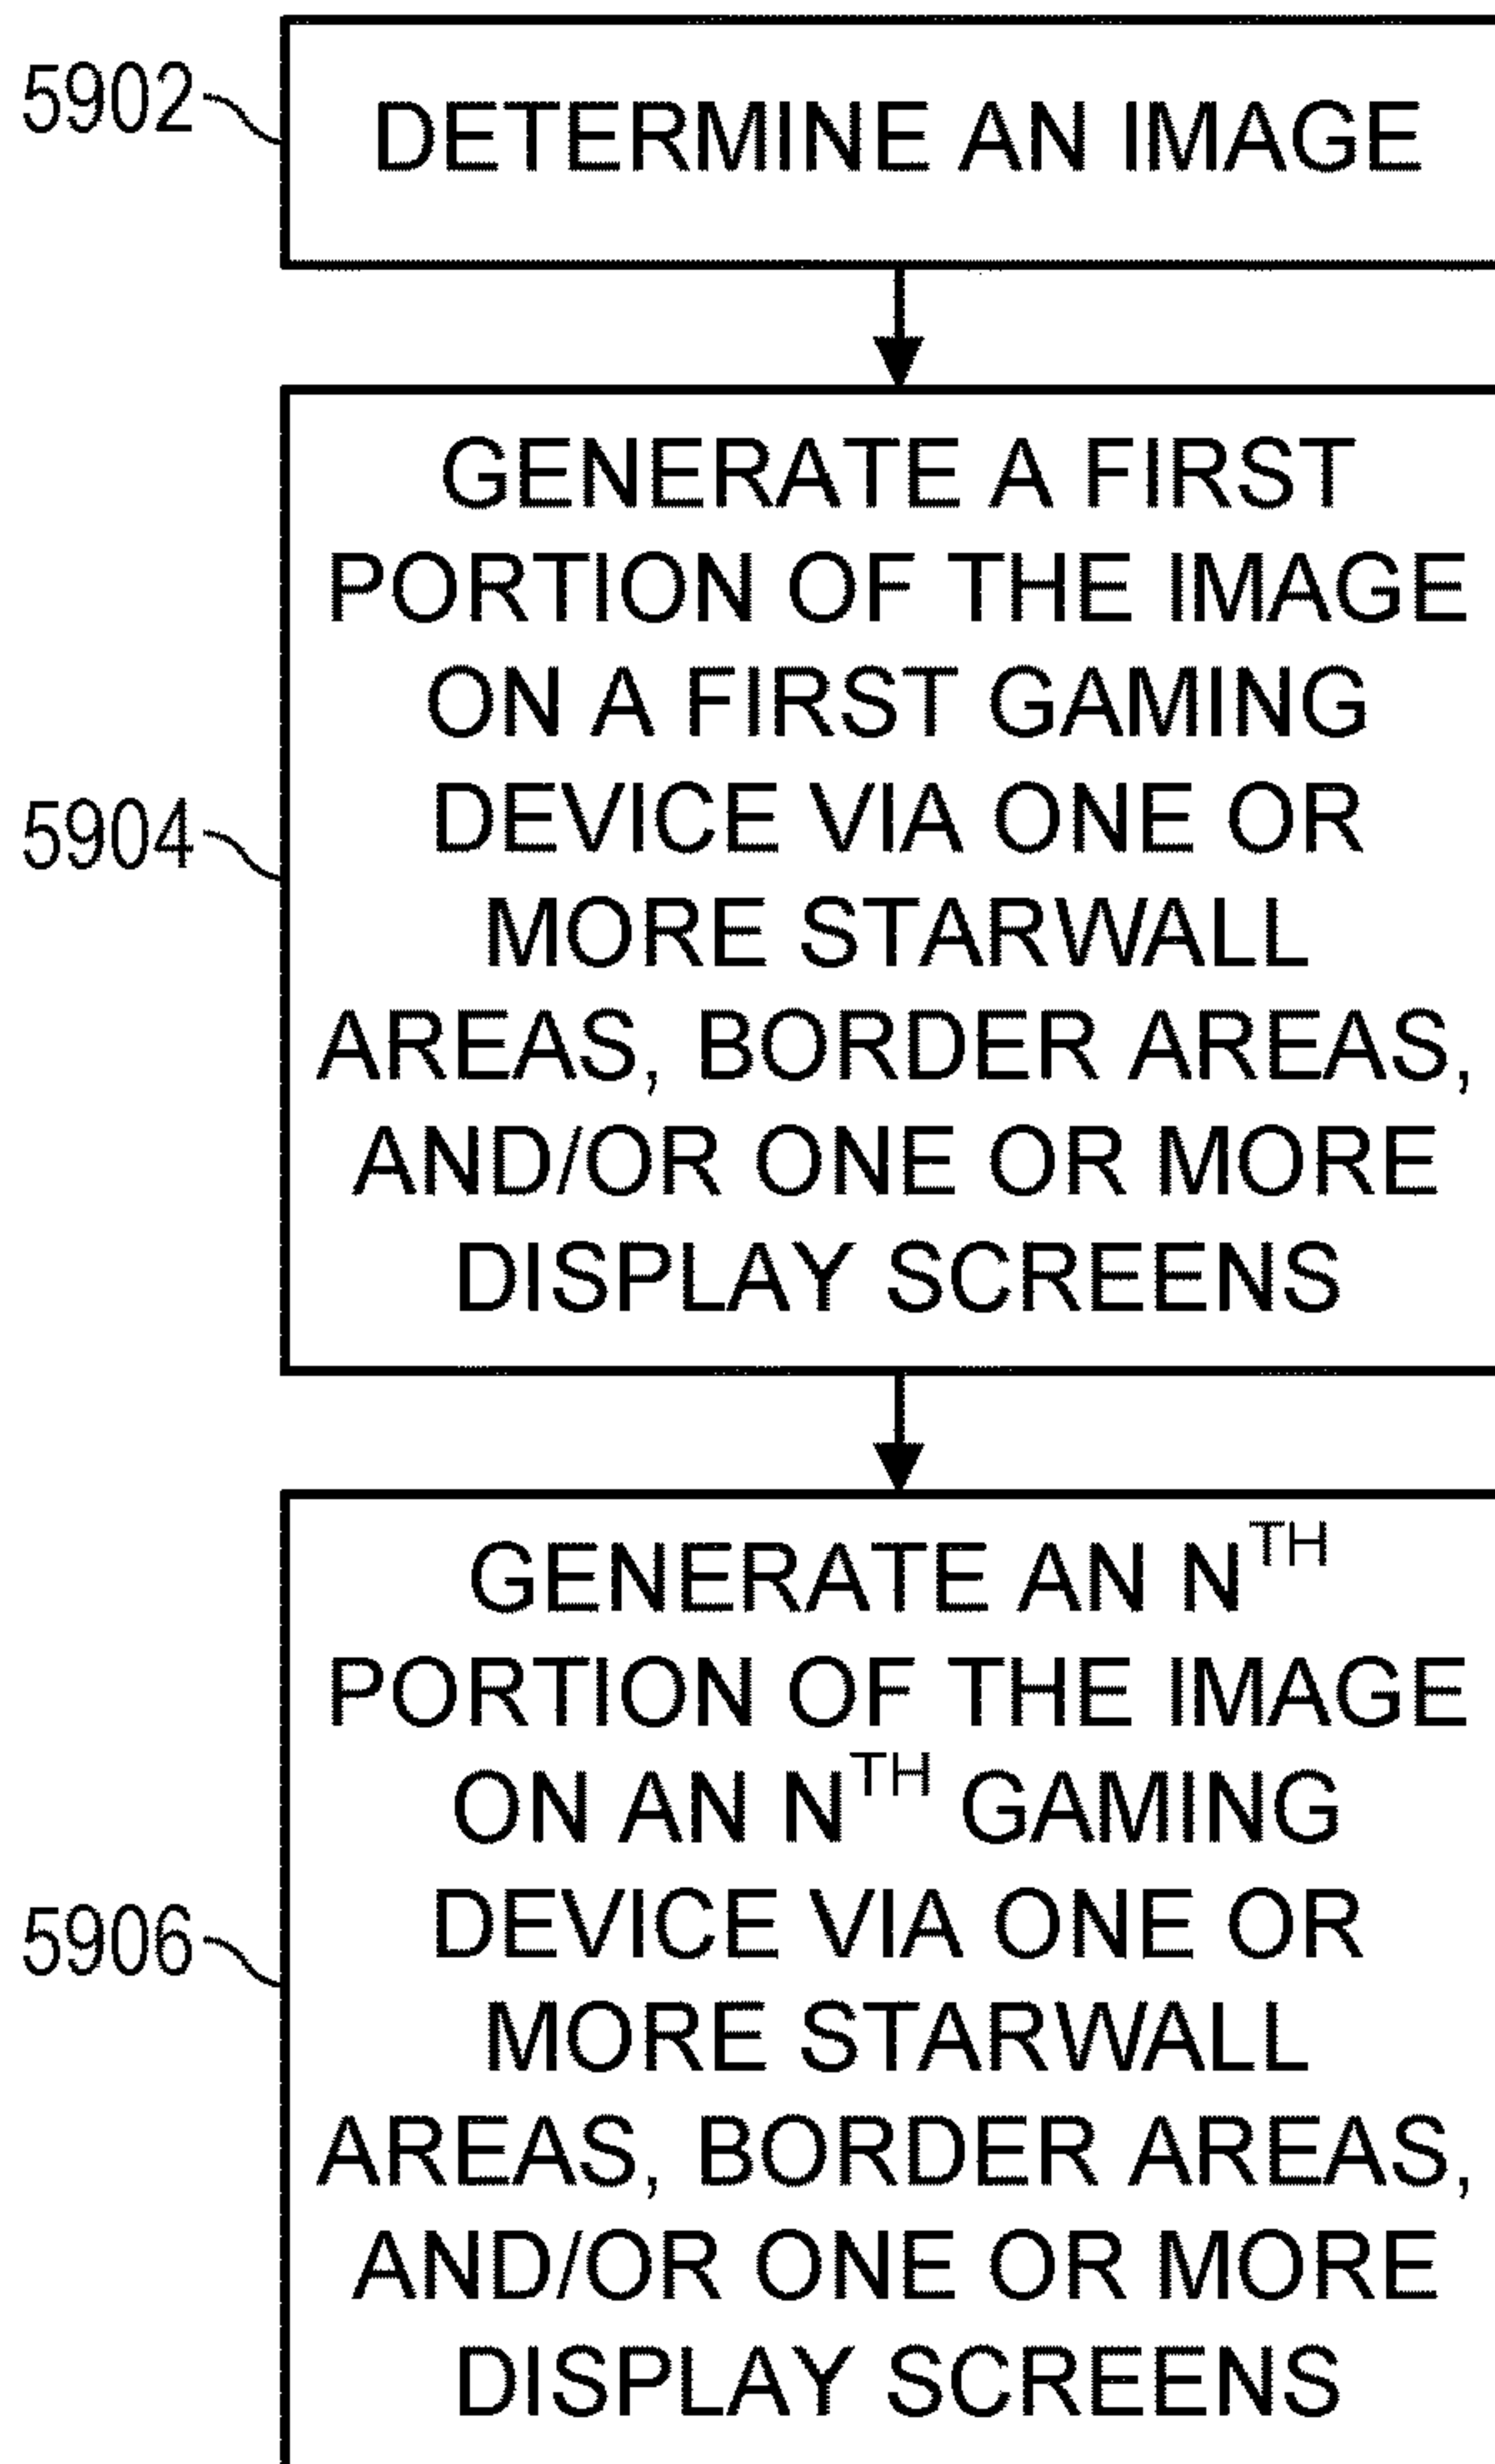 5902
DETERMINE AN IMAGE
GENERATE A FIRST
PORTION OF THE IMAGE
ON A FIRST GAMING
5904
DEVICE VIA ONE OR
MORE STARWALL
AREAS, BORDER AREAS,
AND/OR ONE OR MORE
DISPLAY SCREENS
GENERATE AN Nᵀᴴ
PORTION OF THE IMAGE
ON AN Nᵀᴴ GAMING
5906
DEVICE VIA ONE OR
MORE STARWALL
AREAS, BORDER AREAS,
AND/OR ONE OR MORE
DISPLAY SCREENS